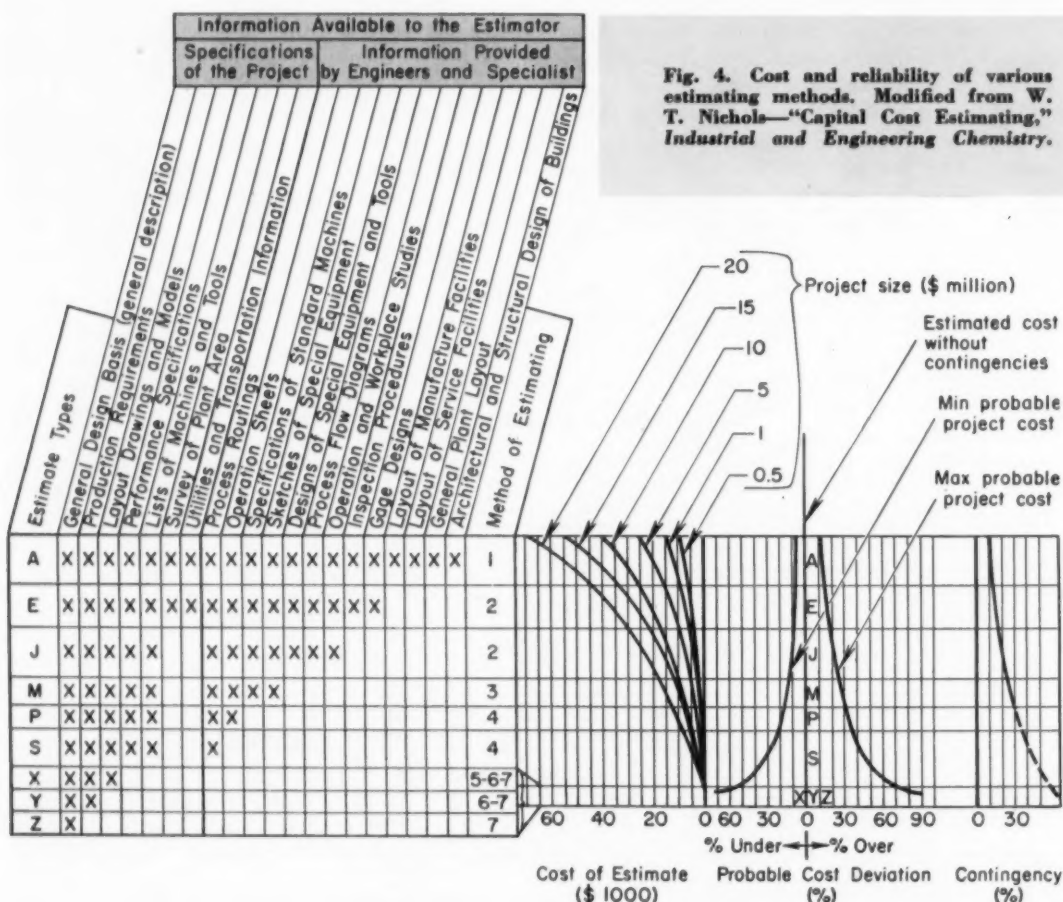 Information Available to the Estimator
Specifications
of the Project
Information Provided
by Engineers and Specialist
Fig. 4. Cost and reliability of various
estimating methods. Modified from W.
T. Nichols—“Capital Cost Estimating,”
Industrial and Engineering Chemistry.
Estimate Types
General Design Basis (general description)
Production Requirements
Layout Drawings and Models
Performance Specifications
Lists of Machines and Tools
Survey of Plant Area
Utilities and Transportation Information
Process Routings
Operation Sheets
Specifications of Standard Machines
Sketches of Special Equipment
Designs of Special Equipment and Tools
Process Flow Diagrams
Operation and Workplace Studies
Inspection Procedures
Gage Designs
Layout of Manufacture Facilities
Layout of Service Facilities
General Plant Layout
Architectural and Structural Design of Buildings
Method of Estimating
A X X X X X X X X X X X X X X X X X X X X 1
E X X X X X X X X X X X X X X X X 2
J X X X X X X X X X X X X 2
M X X X X X X X X X 3
P X X X X X X X 4
S X X X X X X 4
X X X X 5-6-7
Y X X 6-7
Z X 7
20
15
10
5
1
0.5
Project size ($ million)
Estimated cost
without
contingencies
Min probable
project cost
Max probable
project cost
A
E
J
M
P
S
XYZ
60 40 20 0
Cost of Estimate
($ 1000)
60 30 0 30 60 90
% Under
% Over
Probable Cost Deviation
(%)
0 30
Contingency
(%)